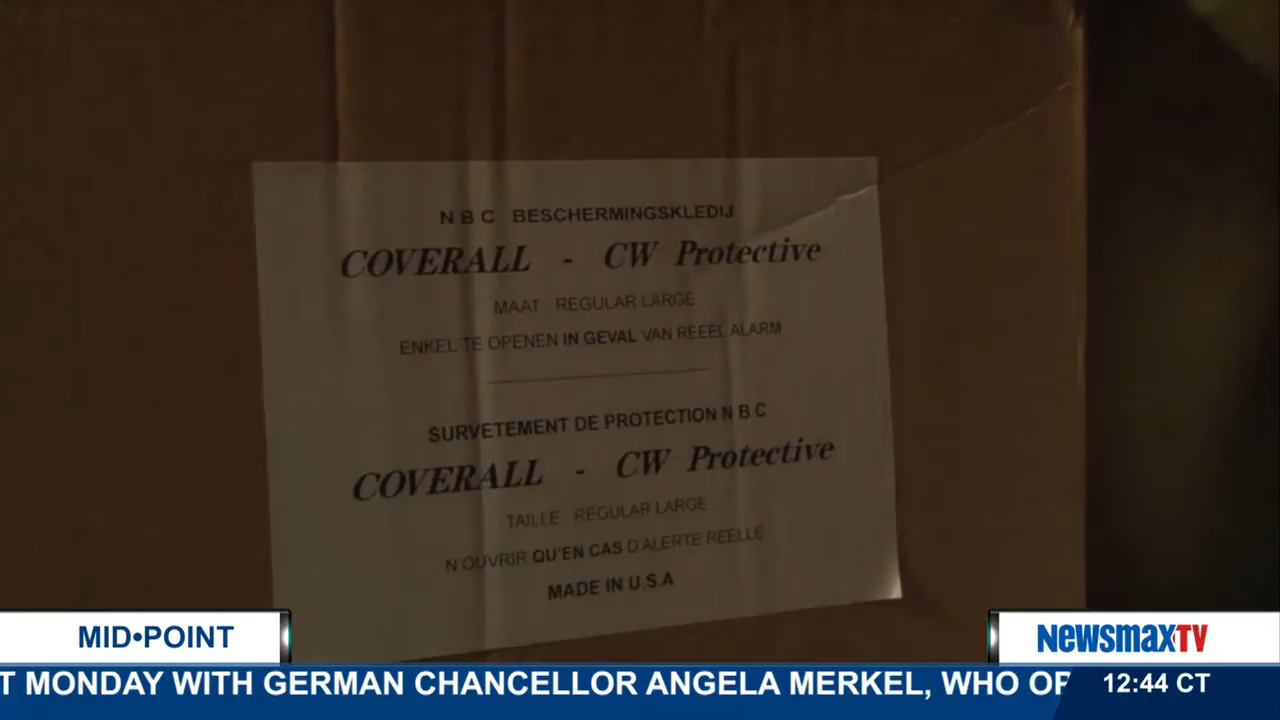 N B C BESCHERMINGSKLEDIJ
COVERALL - CW Protective
MAAT REGULAR LARGE
ENKEL TE OPENEN IN GEVAL VAN REEEL ALARM
SURVETEMENT DE PROTECTION N B C
COVERALL - CW Protective
TAILLE REGULAR LARGE
N'OUVRIR QU'EN CAS D'ALERTE REELLE
MADE IN U.S.A
MID•POINT
NEWSMAXTV
T MONDAY WITH GERMAN CHANCELLOR ANGELA MERKEL, WHO
12:44 CT